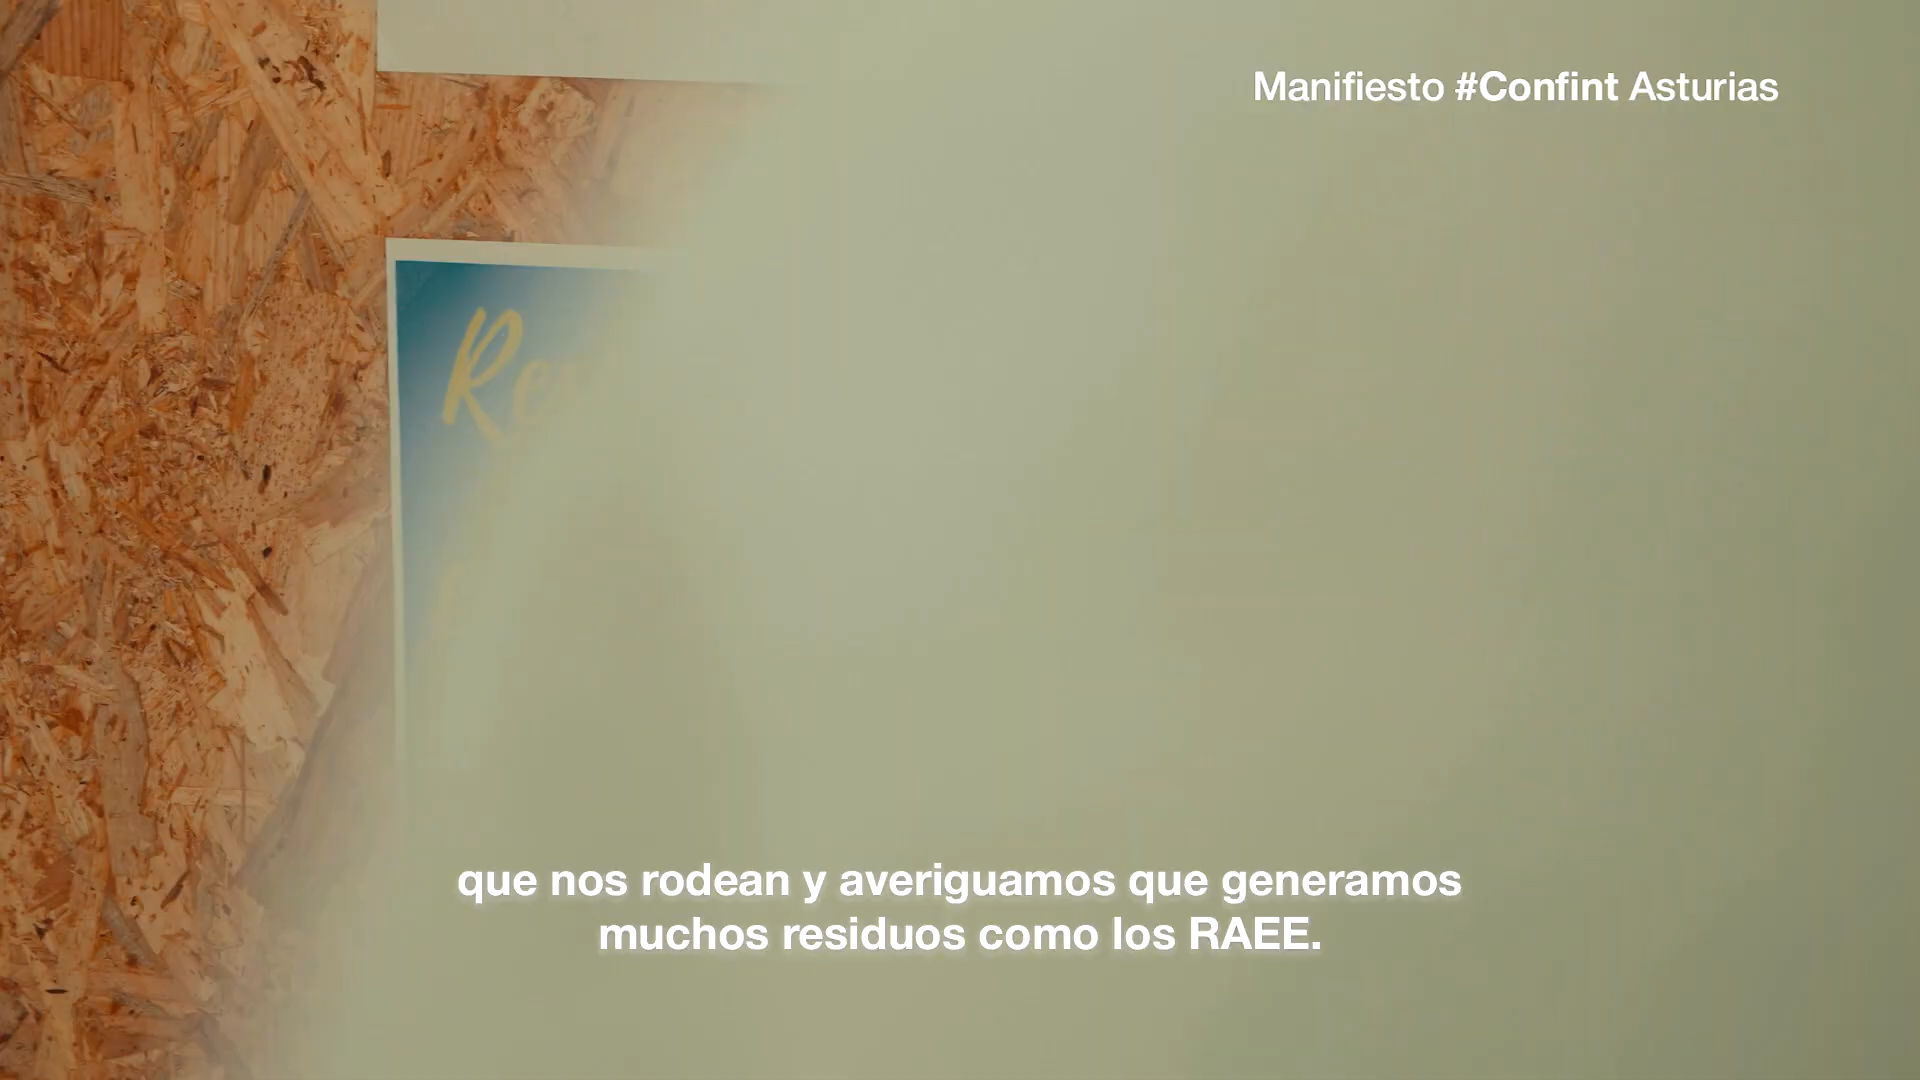 Manifiesto #Confint Asturias
que nos rodean y averiguamos que generamos
muchos residuos como los RAEE.